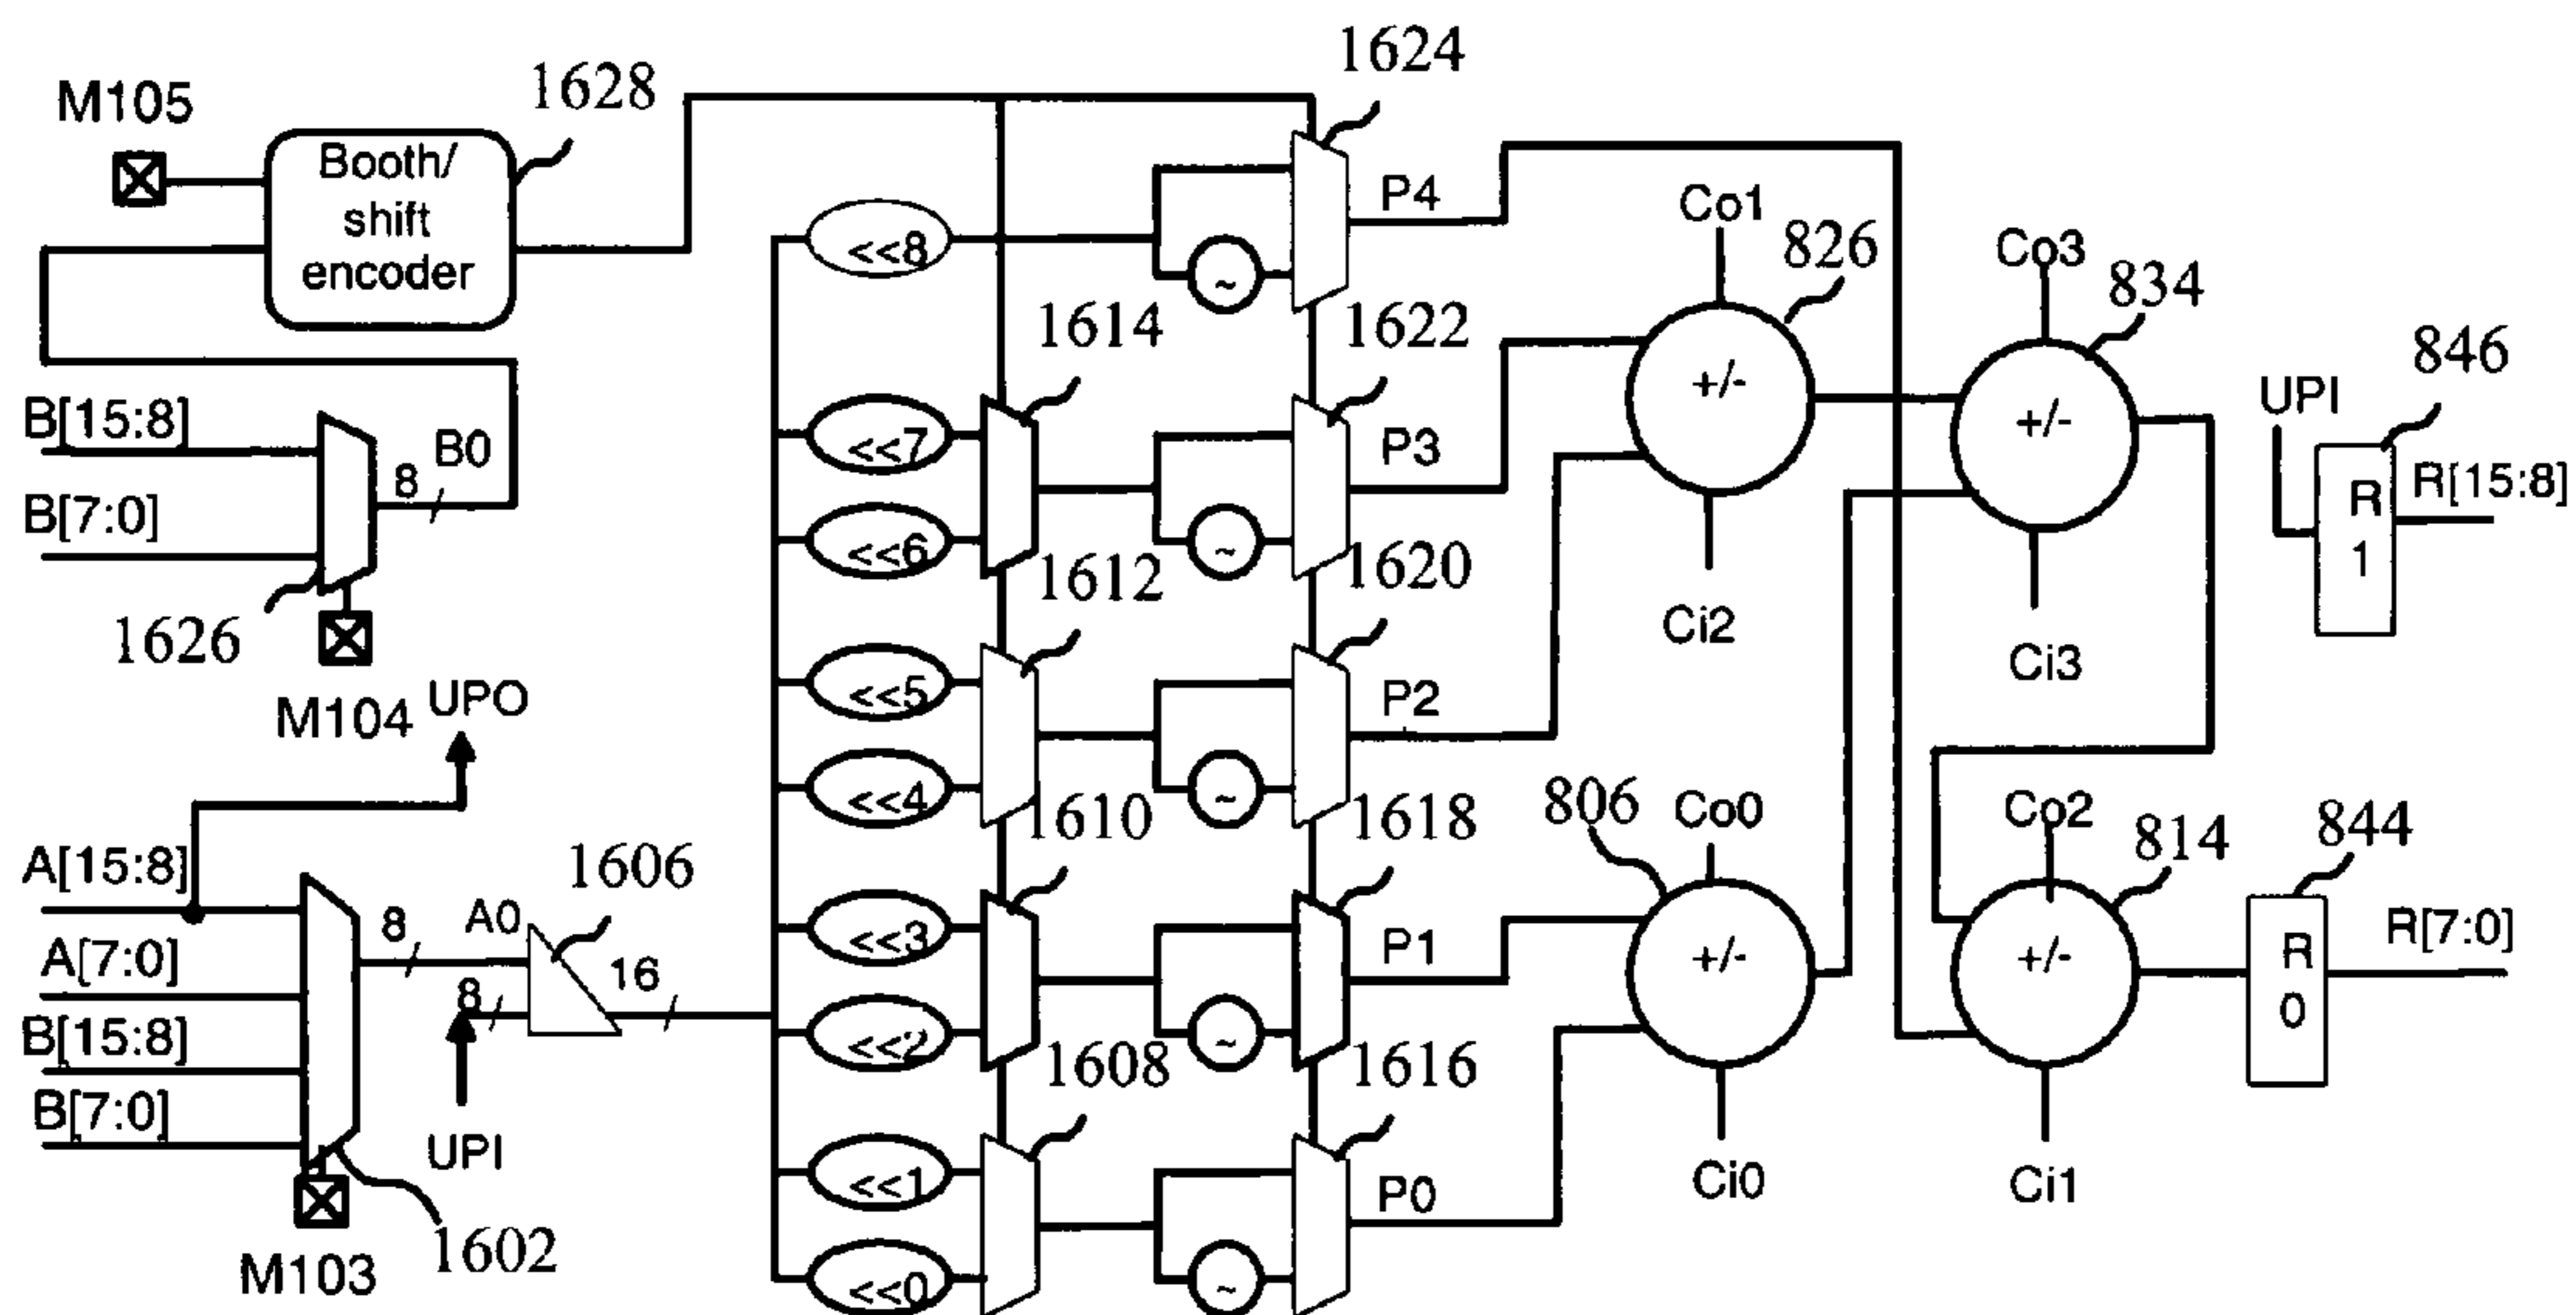 1624
M105
1628
Booth/
shift
encoder
P4
Co1
826
Co3
834
<<8
~
1614
1622
+/-
+/-
846
UPI
B[15:8]
B0
8
B[7:0]
<<7
P3
R
1
R[15:8]
<<6
~
1612
1620
Ci2
Ci3
1626
M104
UPO
<<5
P2
<<4
~
1610
1618
806
Co0
Co2
814
844
A[15:8]
1606
8
A0
<<3
P1
+/-
+/-
R
0
R[7:0]
A[7:0]
8
16
<<2
~
B[15:8]
1608
1616
B[7:0]
UPI
<<1
P0
Ci0
Ci1
M103
1602
<<0
~